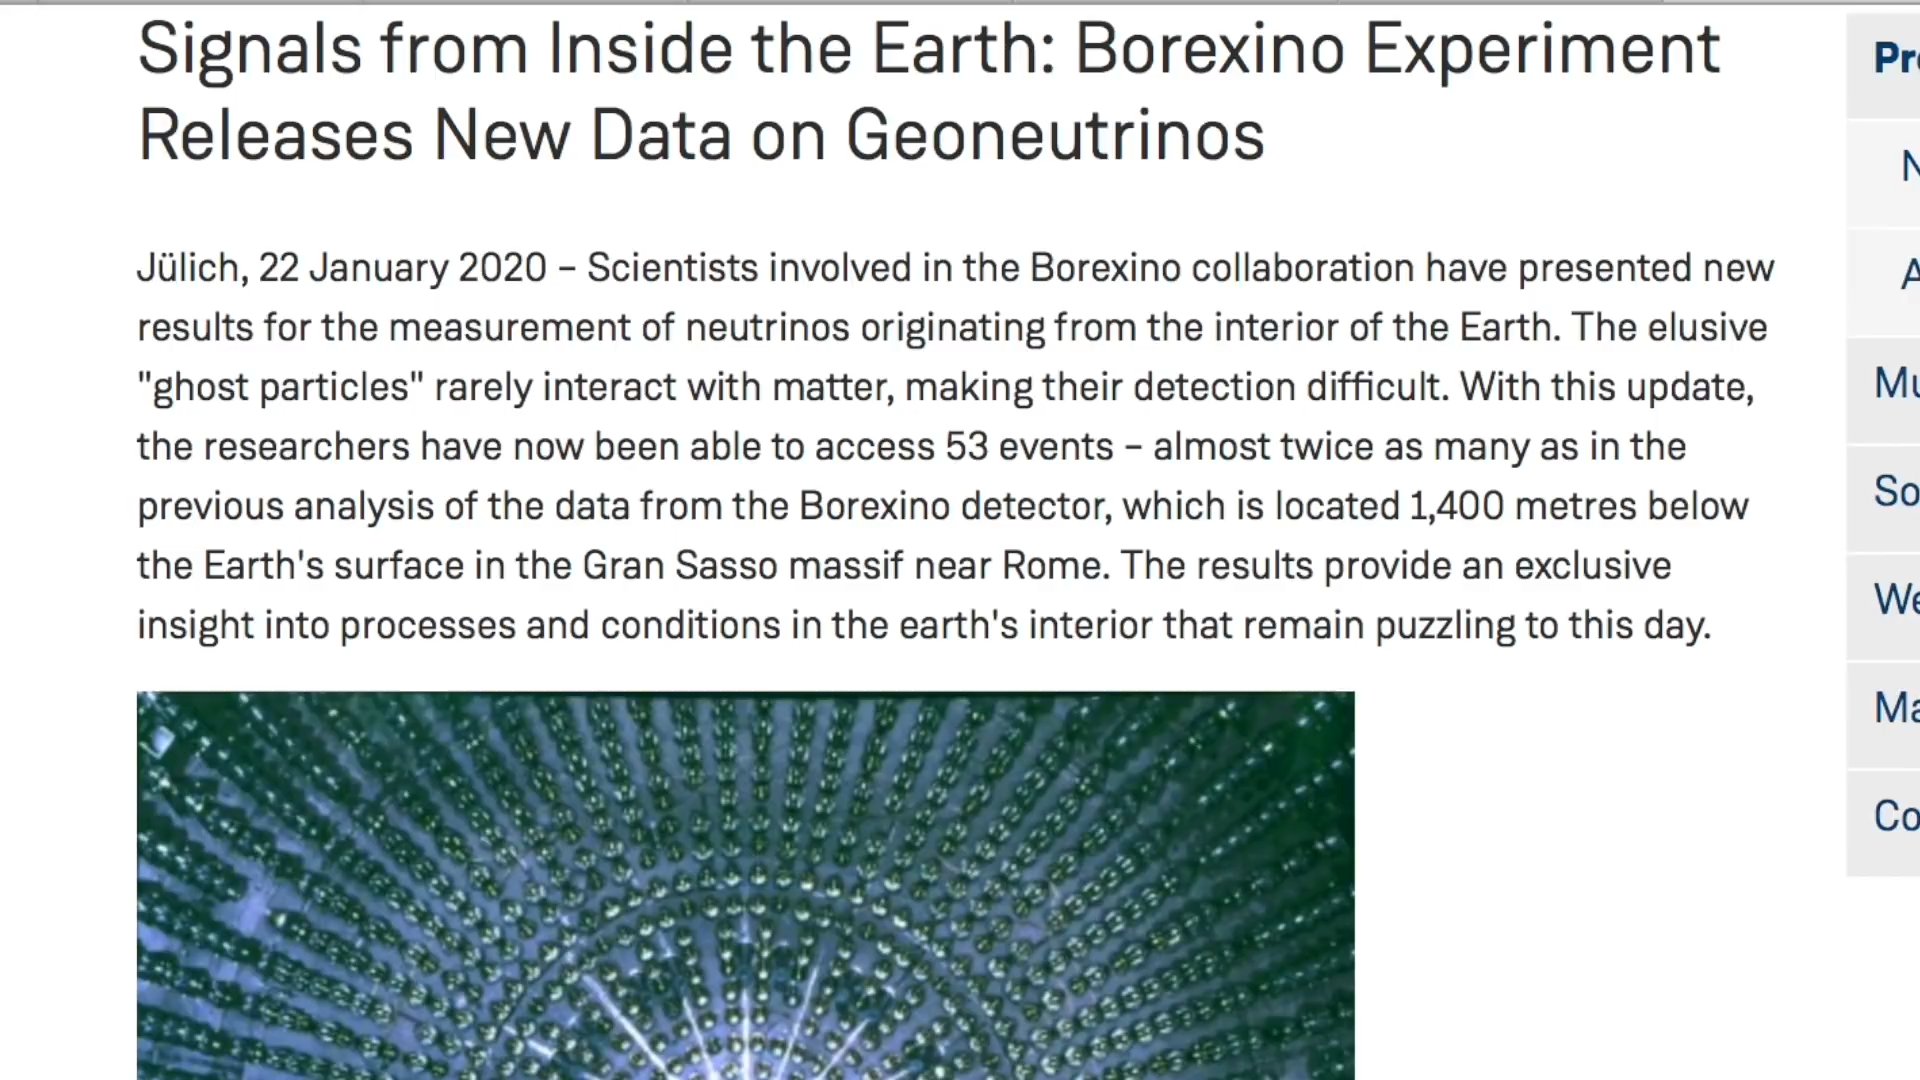 Signals from Inside the Earth: Borexino Experiment
Releases New Data on Geoneutrinos
Jülich, 22 January 2020 – Scientists involved in the Borexino collaboration have presented new
results for the measurement of neutrinos originating from the interior of the Earth. The elusive
"ghost particles" rarely interact with matter, making their detection difficult. With this update,
the researchers have now been able to access 53 events – almost twice as many as in the
previous analysis of the data from the Borexino detector, which is located 1,400 metres below
the Earth's surface in the Gran Sasso massif near Rome. The results provide an exclusive
insight into processes and conditions in the earth's interior that remain puzzling to this day.